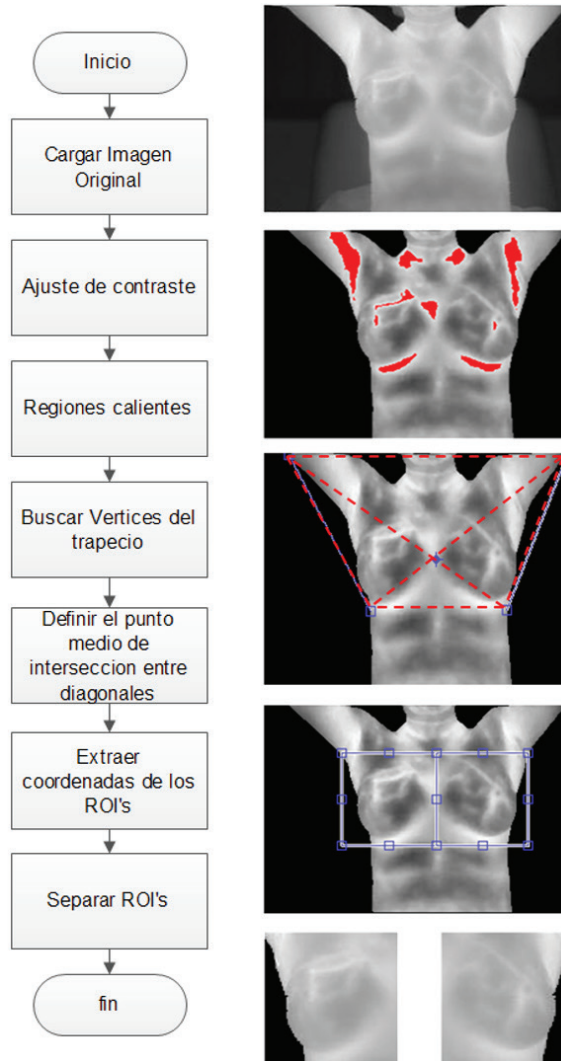 Inicio
Cargar Imagen
Original
Ajuste de contraste
Regiones calientes
Buscar Vertices del
trapecio
Definir el punto
medio de
interseccion entre
diagonales
Extraer
coordenadas de los
ROI's
Separar ROI's
fin